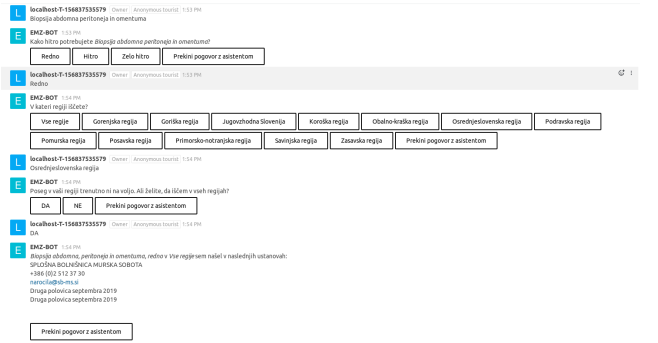 L localhost-T-156837535579 Owner Anonymous tourist 1:53 PM
Biopsija abdomna peritoneja in omentuma
E EMZ-BOT 1:53 PM
Kako hitro potrebujete Biopsija abdomna peritoneja in omentuma?
Redno Hitro Zelo hitro Prekini pogovor z asistentom
L localhost-T-156837535579 Owner Anonymous tourist 1:53 PM
Redno
E EMZ-BOT 1:54 PM
V kateri regiji iščete?
Vse regije Gorenjska regija Goriška regija Jugovzhodna Slovenija Koroška regija Obalno-kraška regija Osrednjeslovenska regija Podravska regija
Pomurska regija Posavska regija Primorsko-notranjska regija Savinjska regija Zasavska regija Prekini pogovor z asistentom
L localhost-T-156837535579 Owner Anonymous tourist 1:54 PM
Osrednjeslovenska regija
E EMZ-BOT 1:54 PM
Poseg v vaši regiji trenutno ni na voljo. Ali želite, da iščem v vseh regijah?
DA NE Prekini pogovor z asistentom
L localhost-T-156837535579 Owner Anonymous tourist 1:54 PM
DA
E EMZ-BOT 1:54 PM
Biopsija abdomna, peritoneja in omentuma, redno v Vse regije sem našel v naslednjih ustanovah:
SPLOŠNA BOLNIŠNICA MURSKA SOBOTA
+386 (0)2 512 37 30
narocila@sb-ms.si
Druga polovica septembra 2019
Druga polovica septembra 2019
Prekini pogovor z asistentom